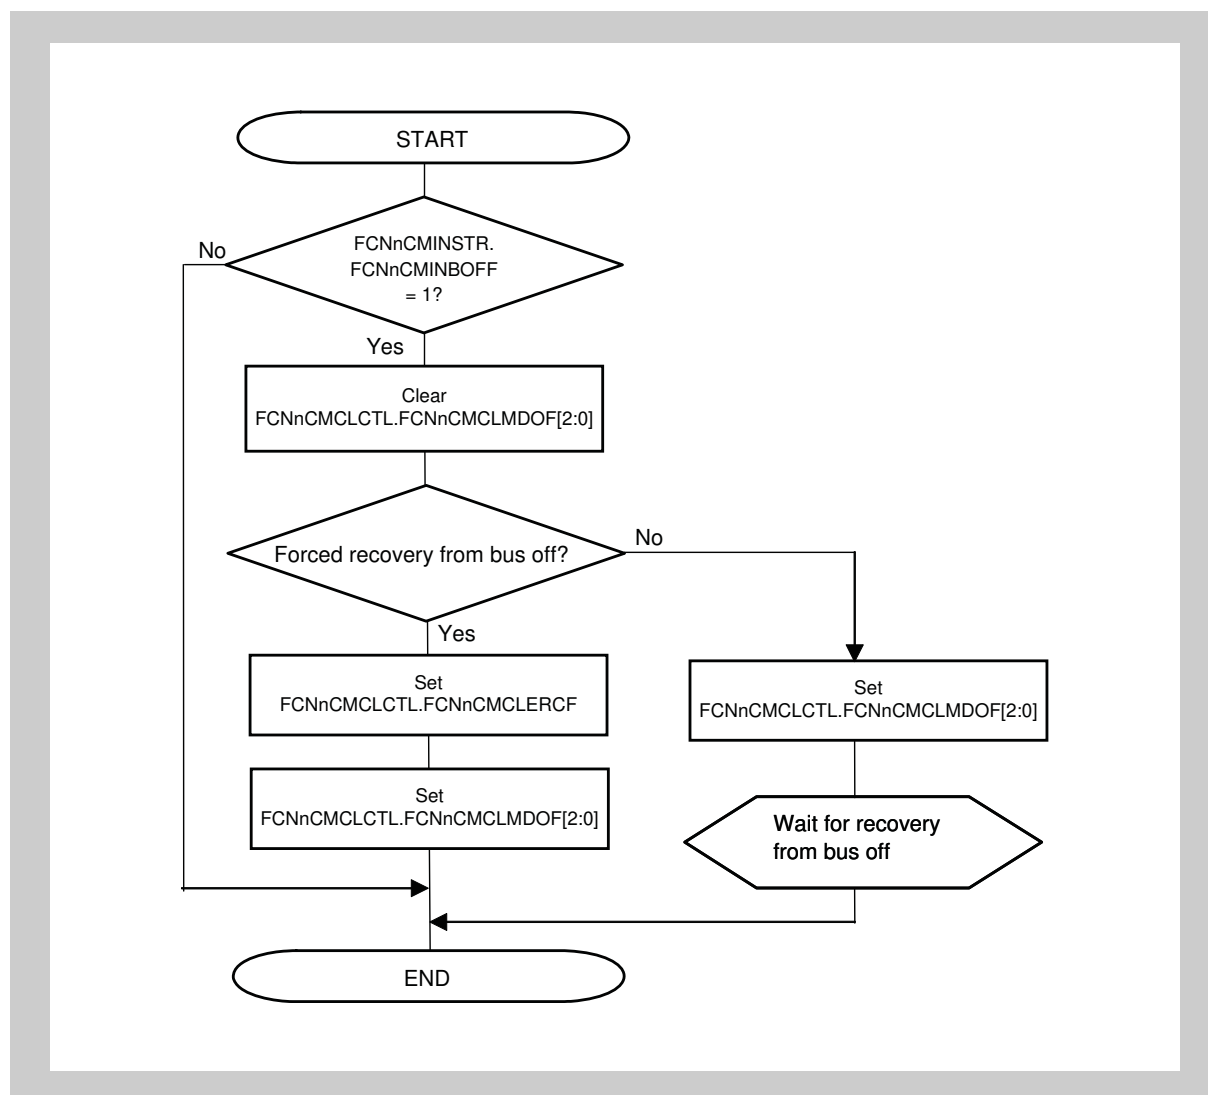 START
No
FCNnCMINSTR.
FCNnCMINBOFF
= 1?
Yes
Clear
FCNnCMCLCTL.FCNnCMCLMDOF[2:0]
Forced recovery from bus off?
No
Yes
Set
FCNnCMCLCTL.FCNnCMCLERCF
Set
FCNnCMCLCTL.FCNnCMCLMDOF[2:0]
Set
FCNnCMCLCTL.FCNnCMCLMDOF[2:0]
Wait for recovery
from bus off
END